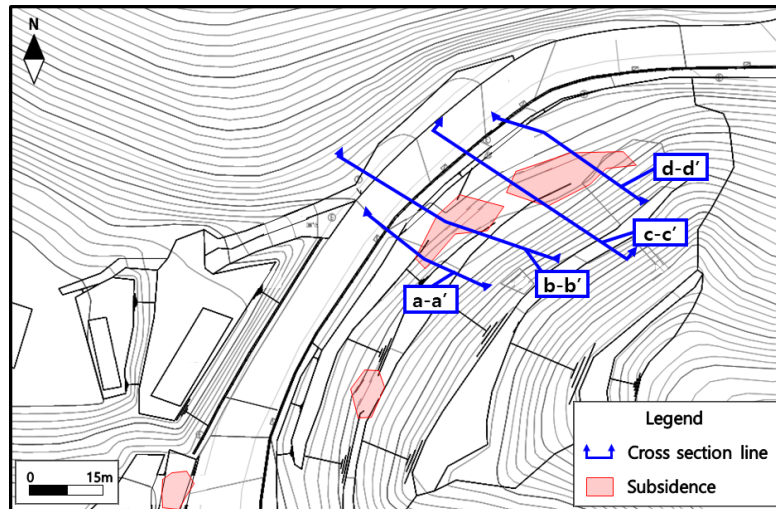 N
d-d′
c-c′
b-b′
a-a′
Legend
Cross section line
Subsidence
0 15m